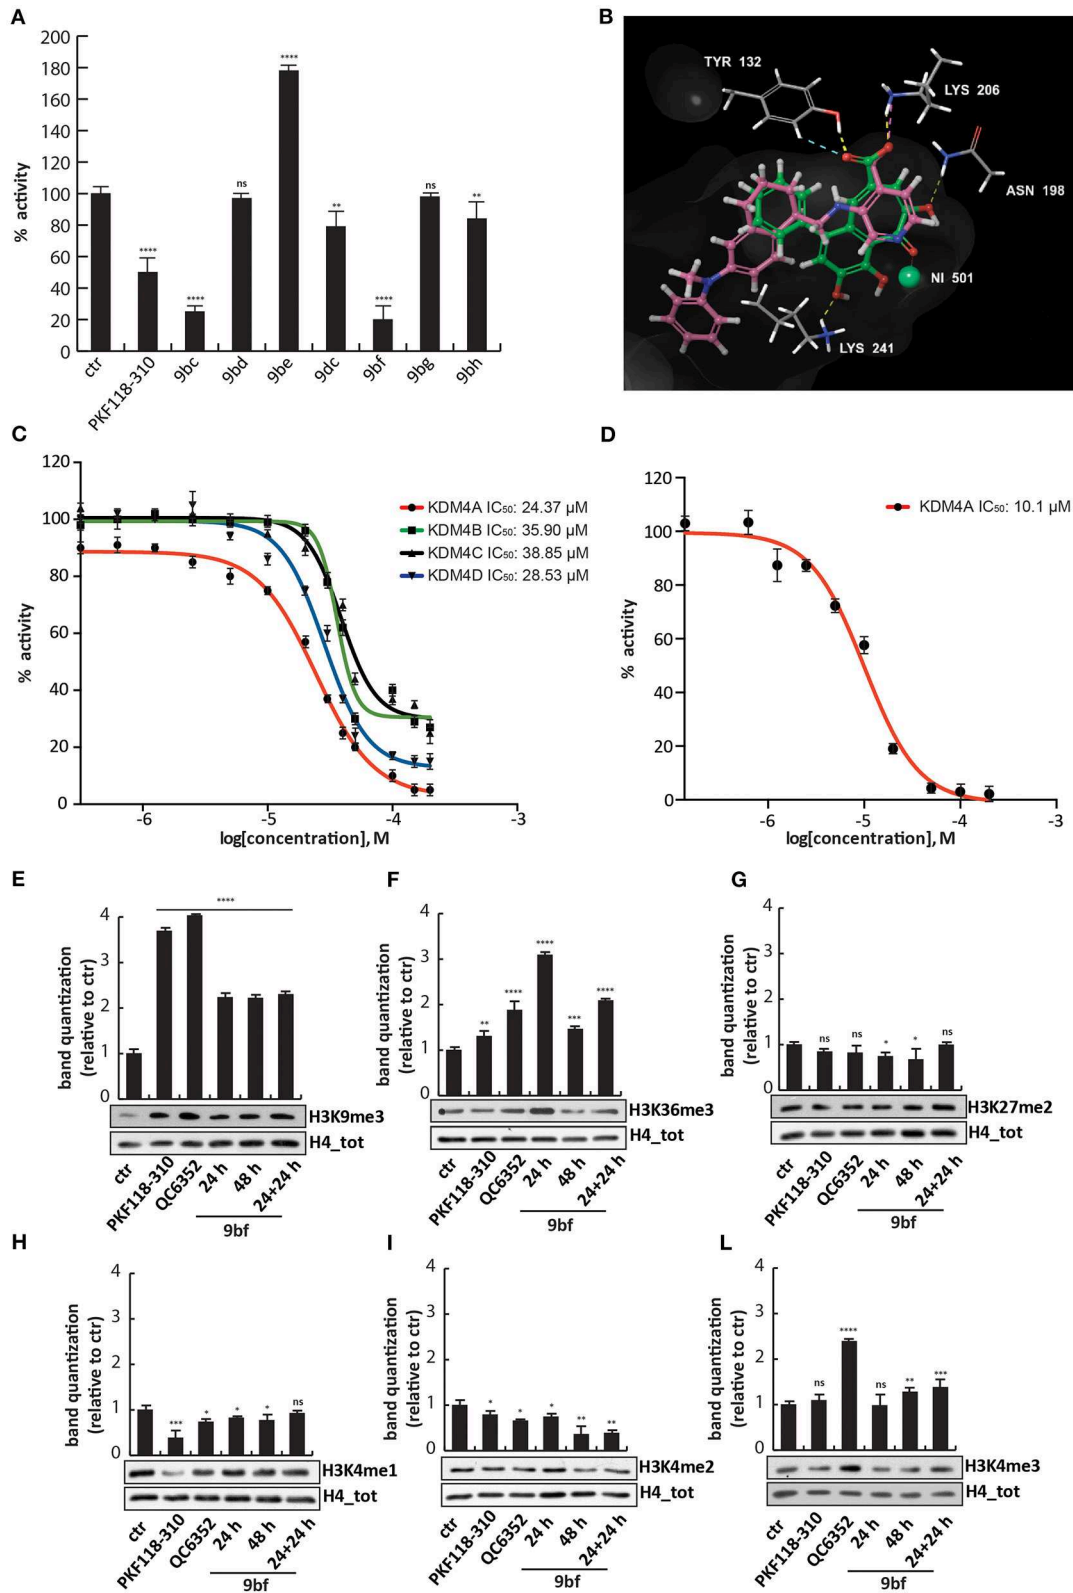 A
200
180
160
140
120
100
80
60
40
20
0
% activity
****
****
****
ns
**
****
ns
**
ctr
PKF118-310
9bc
9bd
9be
9dc
9bf
9bg
9bh
B
TYR 132
LYS 206
ASN 198
NI 501
LYS 241
C
120
100
80
60
40
20
0
% activity
-6
-5
-4
-3
log[concentration], M
KDM4A IC₅₀: 24.37 µM
KDM4B IC₅₀: 35.90 µM
KDM4C IC₅₀: 38.85 µM
KDM4D IC₅₀: 28.53 µM
D
120
100
80
60
40
20
0
% activity
-6
-5
-4
-3
log[concentration], M
KDM4A IC₅₀: 10.1 µM
E
4
3
2
1
0
band quantization
(relative to ctr)
****
H3K9me3
H4_tot
ctr
PKF118-310
QC6352
24 h
48 h
24+24 h
9bf
F
4
3
2
1
0
band quantization
(relative to ctr)
**
****
****
***
****
H3K36me3
H4_tot
ctr
PKF118-310
QC6352
24 h
48 h
24+24 h
9bf
G
4
3
2
1
0
band quantization
(relative to ctr)
ns
ns
*
*
ns
H3K27me2
H4_tot
ctr
PKF118-310
QC6352
24 h
48 h
24+24 h
9bf
H
4
3
2
1
0
band quantization
(relative to ctr)
***
*
*
*
ns
H3K4me1
H4_tot
ctr
PKF118-310
QC6352
24 h
48 h
24+24 h
9bf
I
4
3
2
1
0
band quantization
(relative to ctr)
*
*
*
**
**
H3K4me2
H4_tot
ctr
PKF118-310
QC6352
24 h
48 h
24+24 h
9bf
L
4
3
2
1
0
band quantization
(relative to ctr)
ns
****
ns
**
***
H3K4me3
H4_tot
ctr
PKF118-310
QC6352
24 h
48 h
24+24 h
9bf